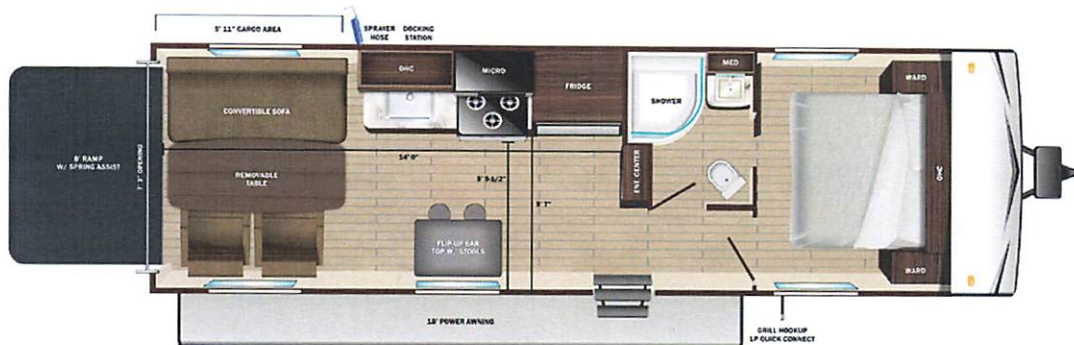 5' 11" CARGO AREA
SPRAYER
HOSE
DOCKING
STATION
8' RAMP
W/ SPRING ASSIST
7' 3" OPENING
CONVERTIBLE SOFA
OHC
MICRO
FRIDGE
SHOWER
MED
WARD
14' 0"
REMOVABLE
TABLE
5' 9-1/2"
8' 7"
ENT. CENTER
OHC
FLIP-UP BAR
TOP W/ STOOLS
WARD
18' POWER AWNING
GRILL HOOKUP
LP QUICK CONNECT